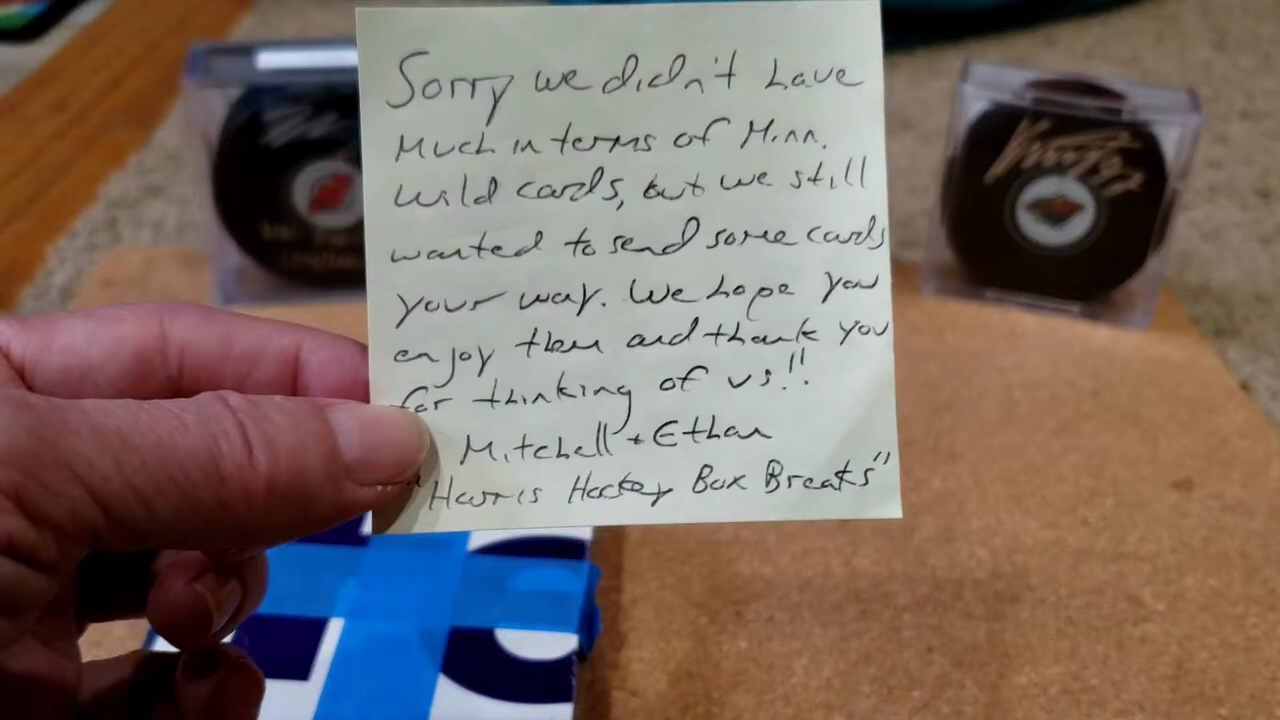 Sorry we didn't have
much in terms of Minn.
Wild cards, but we still
wanted to send some cards
your way. We hope you
enjoy them and thank you
for thinking of us!!
Mitchell + Ethan
"Harris Hockey Box Breaks"